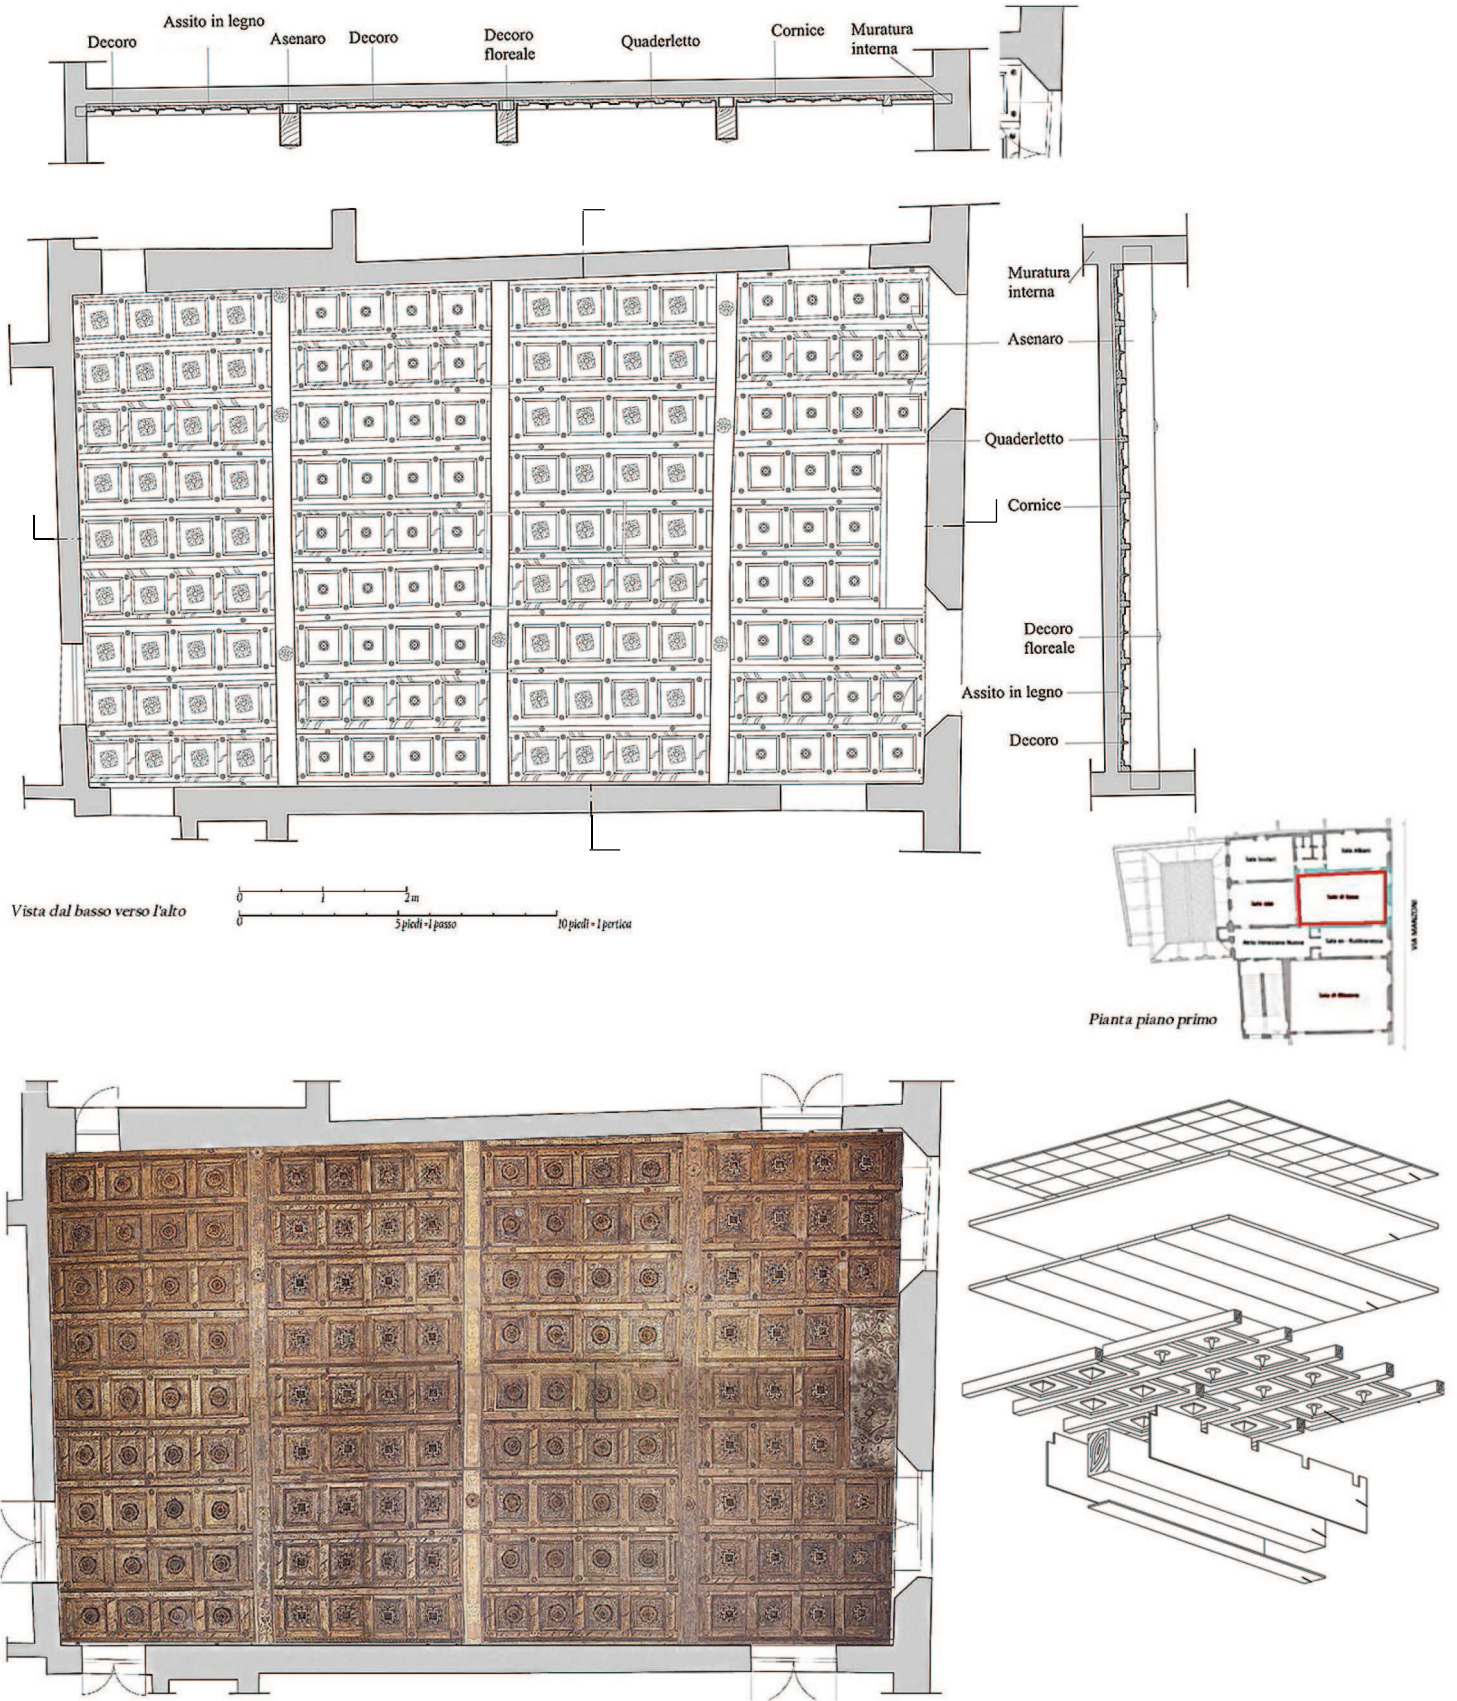 Decoro
Assito in legno
Asenaro
Decoro
Decoro
floreale
Quaderletto
Cornice
Muratura
interna
Muratura
interna
Asenaro
Quaderletto
Cornice
Decoro
floreale
Assito in legno
Decoro
Vista dal basso verso l'alto
0 1 2 m
0 5 piedi = 1 passo 10 piedi = 1 pertica
VIA MANZONI
Pianta piano primo